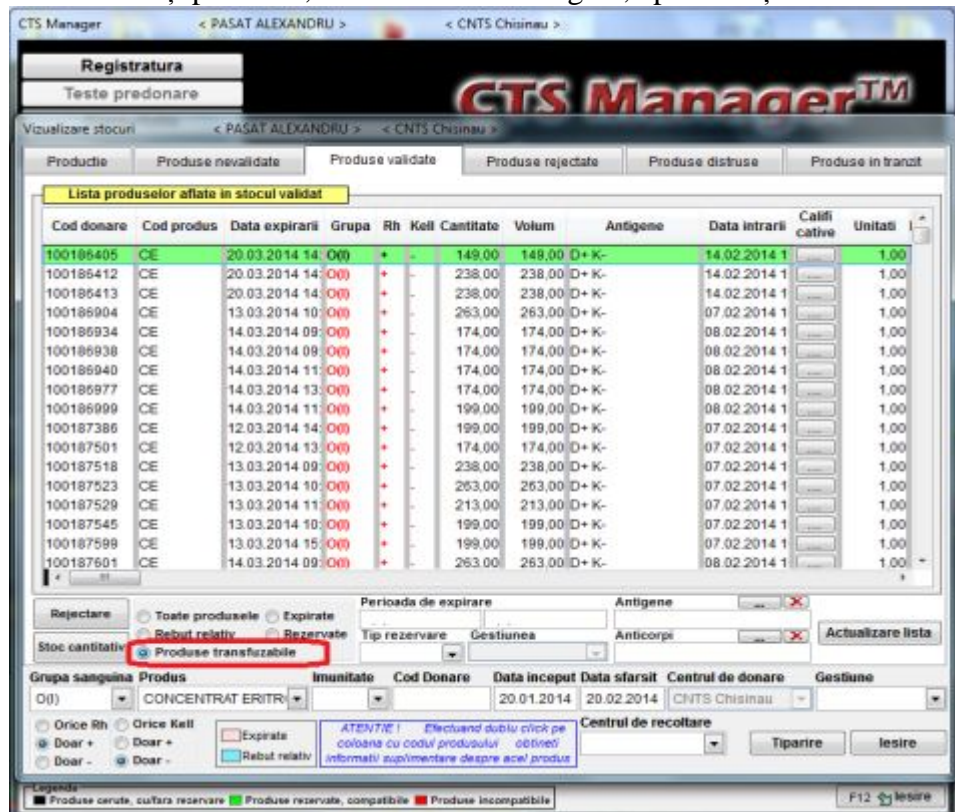 CTS Manager < PASAT ALEXANDRU > < CNTS Chisinau >
Registratura
Teste predonare
CTS Manager™
Vizualizare stocuri < PASAT ALEXANDRU > < CNTS Chisinau >
Productie Produse nevalidate Produse validate Produse rejectate Produse distruse Produse in tranzit
Lista produselor aflate in stocul validat
Cod donare Cod produs Data expirarii Grupa Rh Kell Cantitate Volum Antigene Data intrarii Califi cative Unitati
100186405 CE 20.03.2014 14: O(I) + - 149,00 149,00 D+ K- 14.02.2014 1 .... 1,00
100186412 CE 20.03.2014 14: O(I) + - 238,00 238,00 D+ K- 14.02.2014 1 .... 1,00
100186413 CE 20.03.2014 14: O(I) + - 238,00 238,00 D+ K- 14.02.2014 1 .... 1,00
100186904 CE 13.03.2014 10: O(I) + - 263,00 263,00 D+ K- 07.02.2014 1 .... 1,00
100186934 CE 14.03.2014 09: O(I) + - 174,00 174,00 D+ K- 08.02.2014 1 .... 1,00
100186938 CE 14.03.2014 09: O(I) + - 174,00 174,00 D+ K- 08.02.2014 1 .... 1,00
100186940 CE 14.03.2014 11: O(I) + - 174,00 174,00 D+ K- 08.02.2014 1 .... 1,00
100186977 CE 14.03.2014 13: O(I) + - 174,00 174,00 D+ K- 08.02.2014 1 .... 1,00
100186999 CE 14.03.2014 11: O(I) + - 199,00 199,00 D+ K- 08.02.2014 1 .... 1,00
100187386 CE 12.03.2014 14: O(I) + - 199,00 199,00 D+ K- 07.02.2014 1 .... 1,00
100187501 CE 12.03.2014 13: O(I) + - 174,00 174,00 D+ K- 07.02.2014 1 .... 1,00
100187518 CE 13.03.2014 09: O(I) + - 238,00 238,00 D+ K- 07.02.2014 1 .... 1,00
100187523 CE 13.03.2014 10: O(I) + - 263,00 263,00 D+ K- 07.02.2014 1 .... 1,00
100187529 CE 13.03.2014 11: O(I) + - 213,00 213,00 D+ K- 07.02.2014 1 .... 1,00
100187545 CE 13.03.2014 10: O(I) + - 199,00 199,00 D+ K- 07.02.2014 1 .... 1,00
100187599 CE 13.03.2014 15: O(I) + - 199,00 199,00 D+ K- 07.02.2014 1 .... 1,00
100187601 CE 14.03.2014 09: O(I) + - 263,00 263,00 D+ K- 08.02.2014 1 .... 1,00
Perioada de expirare Antigene ...
Rejectare Toate produsele Expirate . . . .
Rebut relativ Rezervate Tip rezervare Gestiunea Anticorpi ... Actualizare lista
Stoc cantitativ Produse transfuzabile
Grupa sanguina Produs Imunitate Cod Donare Data inceput Data sfarsit Centrul de donare Gestiune
O(I) CONCENTRAT ERITR 20.01.2014 20.02.2014 CNTS Chisinau
Orice Rh Orice Kell Expirate ATENTIE ! Efectuand dublu click pe Centrul de recoltare
Doar + Doar + coloana cu codul produsului obtineti Tiparire Iesire
Doar - Doar - Rebut relativ informatii suplimentare despre acel produs
Legenda
Produse cerute, cu/fara rezervare Produse rezervate, compatibile Produse incompatibile F12 Iesire